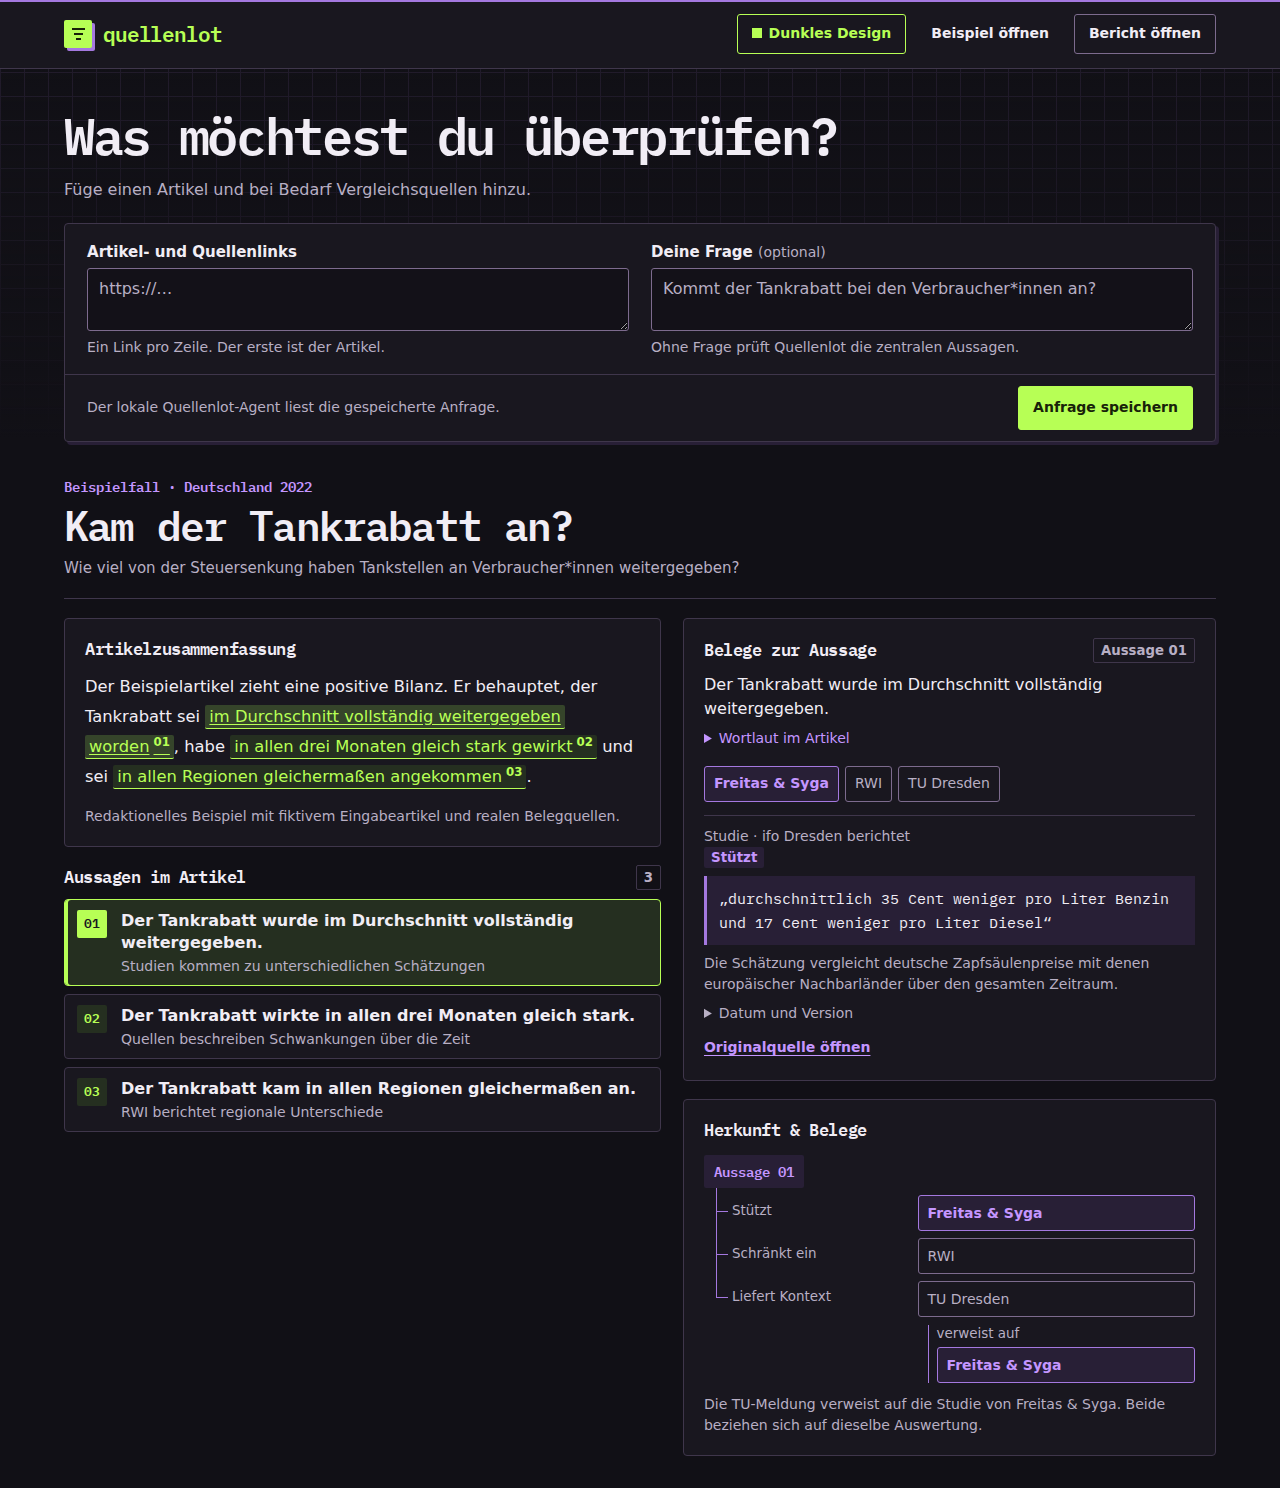 quellenlot
Dunkles Design
Beispiel öffnen
Bericht öffnen
Was möchtest du überprüfen?
Füge einen Artikel und bei Bedarf Vergleichsquellen hinzu.
Artikel- und Quellenlinks
https://…
Ein Link pro Zeile. Der erste ist der Artikel.
Deine Frage (optional)
Kommt der Tankrabatt bei den Verbraucher*innen an?
Ohne Frage prüft Quellenlot die zentralen Aussagen.
Der lokale Quellenlot-Agent liest die gespeicherte Anfrage.
Anfrage speichern
Beispielfall · Deutschland 2022
Kam der Tankrabatt an?
Wie viel von der Steuersenkung haben Tankstellen an Verbraucher*innen weitergegeben?
Artikelzusammenfassung
Der Beispielartikel zieht eine positive Bilanz. Er behauptet, der
Tankrabatt sei im Durchschnitt vollständig weitergegeben
worden 01, habe in allen drei Monaten gleich stark gewirkt 02 und
sei in allen Regionen gleichermaßen angekommen 03.
Redaktionelles Beispiel mit fiktivem Eingabeartikel und realen Belegquellen.
Aussagen im Artikel
3
01
Der Tankrabatt wurde im Durchschnitt vollständig
weitergegeben.
Studien kommen zu unterschiedlichen Schätzungen
02
Der Tankrabatt wirkte in allen drei Monaten gleich stark.
Quellen beschreiben Schwankungen über die Zeit
03
Der Tankrabatt kam in allen Regionen gleichermaßen an.
RWI berichtet regionale Unterschiede
Belege zur Aussage
Aussage 01
Der Tankrabatt wurde im Durchschnitt vollständig
weitergegeben.
Wortlaut im Artikel
Freitas & Syga
RWI
TU Dresden
Studie · ifo Dresden berichtet
Stützt
„durchschnittlich 35 Cent weniger pro Liter Benzin
und 17 Cent weniger pro Liter Diesel“
Die Schätzung vergleicht deutsche Zapfsäulenpreise mit denen
europäischer Nachbarländer über den gesamten Zeitraum.
Datum und Version
Originalquelle öffnen
Herkunft & Belege
Aussage 01
Stützt
Freitas & Syga
Schränkt ein
RWI
Liefert Kontext
TU Dresden
verweist auf
Freitas & Syga
Die TU-Meldung verweist auf die Studie von Freitas & Syga. Beide
beziehen sich auf dieselbe Auswertung.